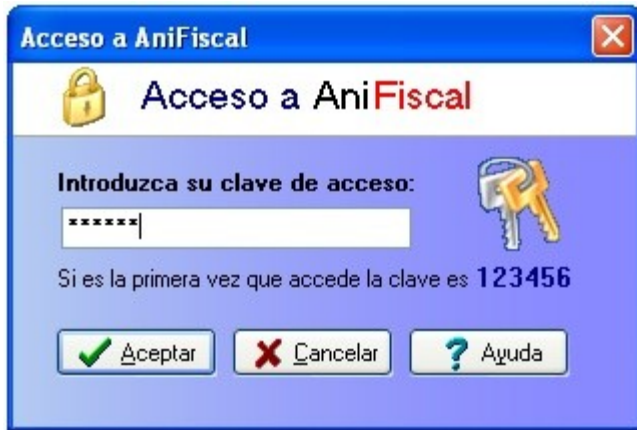 Acceso a AniFiscal
Acceso a AniFiscal
Introduzca su clave de acceso:
******
Si es la primera vez que accede la clave es 123456
Aceptar Cancelar Ayuda